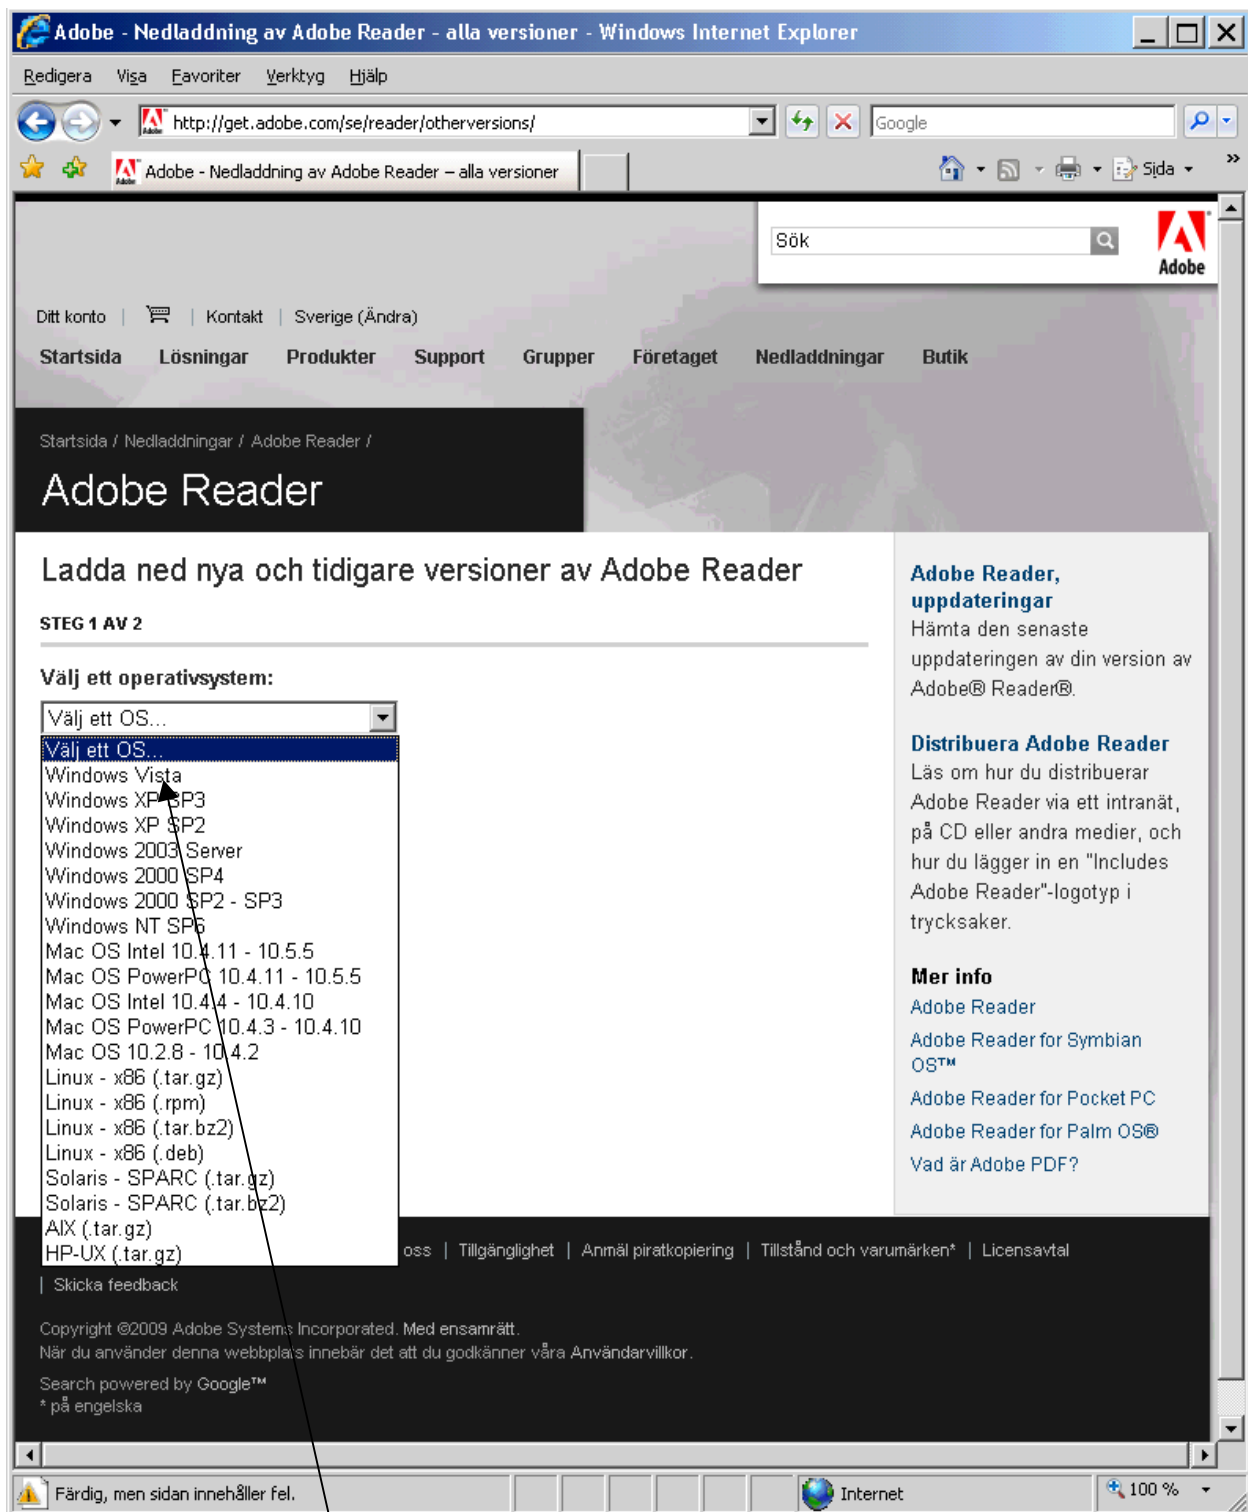 Adobe - Nedladdning av Adobe Reader - alla versioner - Windows Internet Explorer
Redigera Visa Favoriter Verktyg Hjälp
http://get.adobe.com/se/reader/otherversions/
Google
Adobe - Nedladdning av Adobe Reader – alla versioner
Sida
Sök
Adobe
Ditt konto | | Kontakt | Sverige (Ändra)
Startsida Lösningar Produkter Support Grupper Företaget Nedladdningar Butik
Startsida / Nedladdningar / Adobe Reader /
Adobe Reader
Ladda ned nya och tidigare versioner av Adobe Reader
STEG 1 AV 2
Välj ett operativsystem:
Välj ett OS...
Välj ett OS...
Windows Vista
Windows XP SP3
Windows XP SP2
Windows 2003 Server
Windows 2000 SP4
Windows 2000 SP2 - SP3
Windows NT SP6
Mac OS Intel 10.4.11 - 10.5.5
Mac OS PowerPC 10.4.11 - 10.5.5
Mac OS Intel 10.4.4 - 10.4.10
Mac OS PowerPC 10.4.3 - 10.4.10
Mac OS 10.2.8 - 10.4.2
Linux - x86 (.tar.gz)
Linux - x86 (.rpm)
Linux - x86 (.tar.bz2)
Linux - x86 (.deb)
Solaris - SPARC (.tar.gz)
Solaris - SPARC (.tar.bz2)
AIX (.tar.gz)
HP-UX (.tar.gz)
Adobe Reader,
uppdateringar
Hämta den senaste
uppdateringen av din version av
Adobe® Reader®.
Distribuera Adobe Reader
Läs om hur du distribuerar
Adobe Reader via ett intranät,
på CD eller andra medier, och
hur du lägger in en "Includes
Adobe Reader"-logotyp i
trycksaker.
Mer info
Adobe Reader
Adobe Reader for Symbian
OS™
Adobe Reader for Pocket PC
Adobe Reader for Palm OS®
Vad är Adobe PDF?
oss | Tillgänglighet | Anmäl piratkopiering | Tillstånd och varumärken* | Licensavtal
| Skicka feedback
Copyright ©2009 Adobe Systems Incorporated. Med ensamrätt.
När du använder denna webbplats innebär det att du godkänner våra Användarvillkor.
Search powered by Google™
* på engelska
Färdig, men sidan innehåller fel.
Internet
100 %